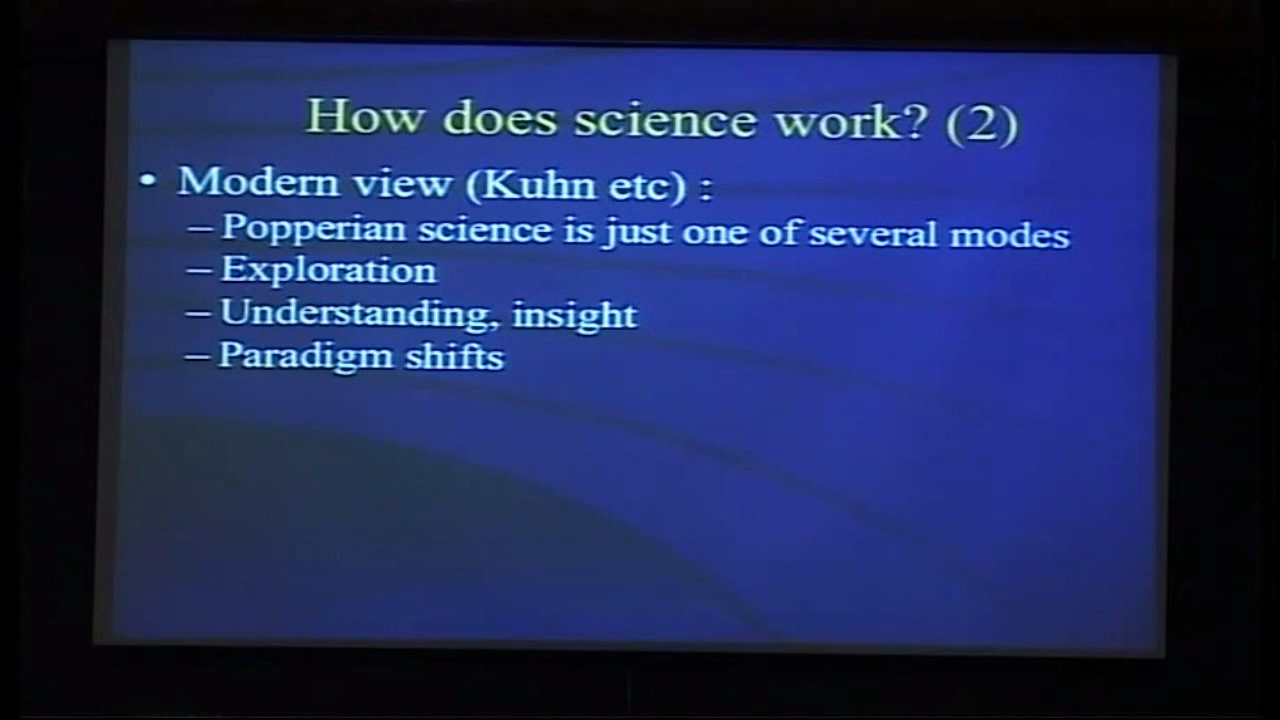 How does science work? (2)
• Modern view (Kuhn etc) :
– Popperian science is just one of several modes
– Exploration
– Understanding, insight
– Paradigm shifts